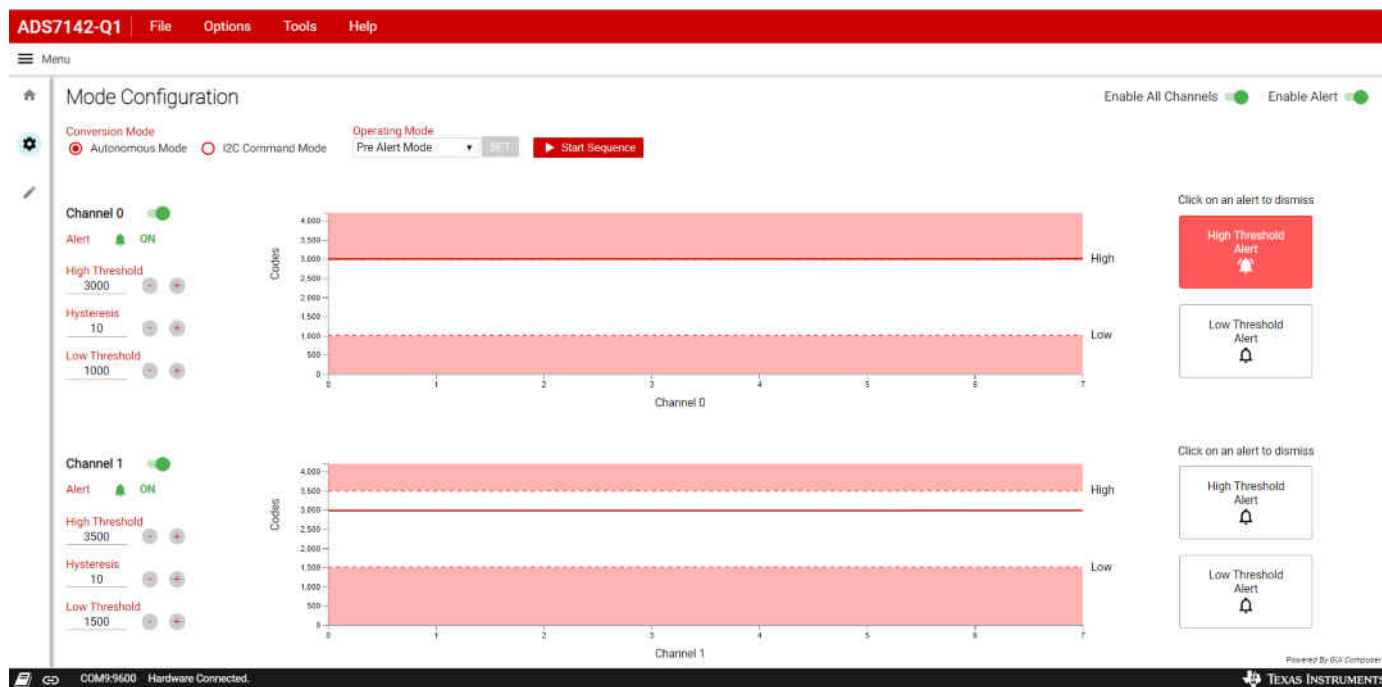 ADS7142-Q1 File Options Tools Help
Menu
Mode Configuration
Enable All Channels Enable Alert
Conversion Mode
Autonomous Mode I2C Command Mode
Operating Mode
Pre Alert Mode SET Start Sequence
Channel 0
Alert ON
High Threshold
3000
Hysteresis
10
Low Threshold
1000
Codes
4,000
3,500
3,000
2,500
2,000
1,500
1,000
500
0
0 1 2 3 4 5 6 7
Channel 0
High
Low
Click on an alert to dismiss
High Threshold
Alert
Low Threshold
Alert
Channel 1
Alert ON
High Threshold
3500
Hysteresis
10
Low Threshold
1500
Codes
4,000
3,500
3,000
2,500
2,000
1,500
1,000
500
0
0 1 2 3 4 5 6 7
Channel 1
High
Low
Click on an alert to dismiss
High Threshold
Alert
Low Threshold
Alert
Powered By GUI Composer
COM9:9600 Hardware Connected.
TEXAS INSTRUMENTS